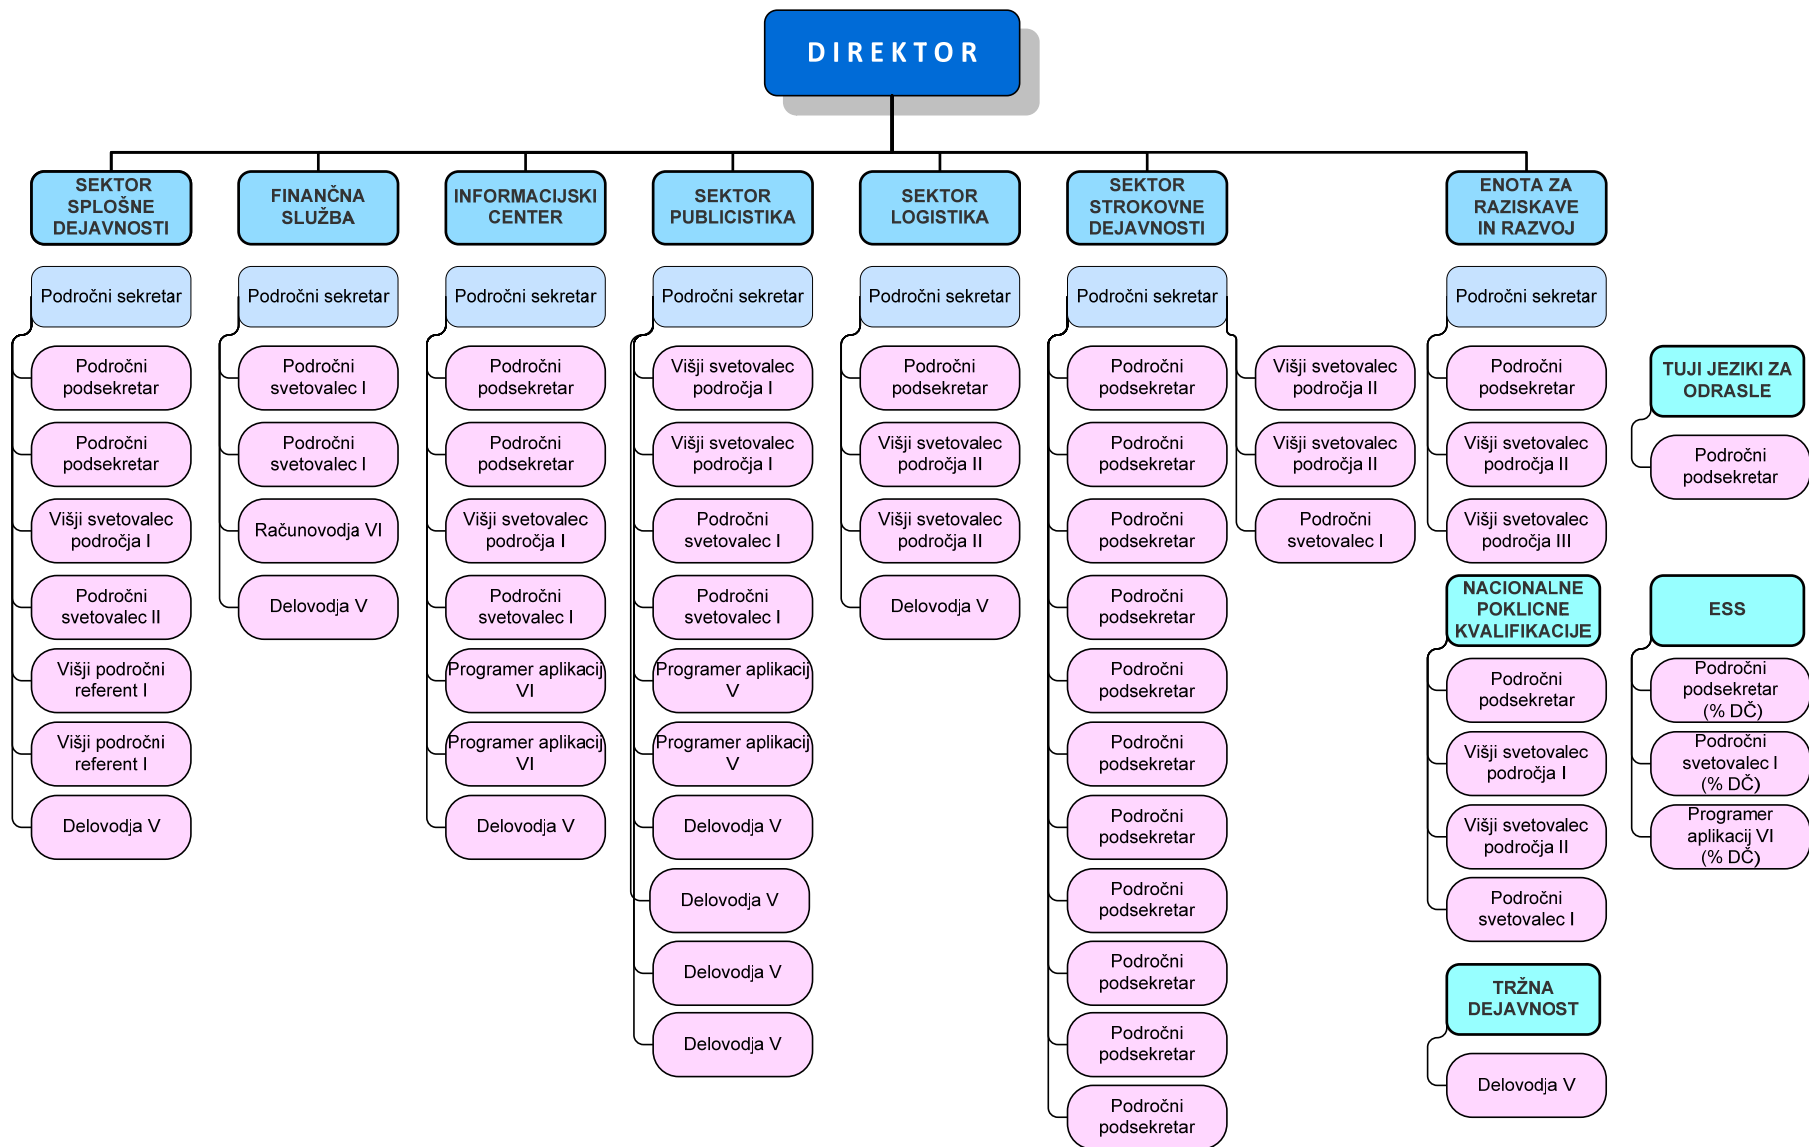 DIREKTOR
SEKTOR
SPLOŠNE
DEJAVNOSTI
Področni sekretar
Področni
podsekretar
Področni
podsekretar
Višji svetovalec
področja I
Področni
svetovalec II
Višji področni
referent I
Višji področni
referent I
Delovodja V
FINANČNA
SLUŽBA
Področni sekretar
Področni
svetovalec I
Področni
svetovalec I
Računovodja VI
Delovodja V
INFORMACIJSKI
CENTER
Področni sekretar
Področni
podsekretar
Področni
podsekretar
Višji svetovalec
področja I
Področni
svetovalec I
Programer aplikacij
VI
Programer aplikacij
VI
Delovodja V
SEKTOR
PUBLICISTIKA
Področni sekretar
Višji svetovalec
področja I
Višji svetovalec
področja I
Področni
svetovalec I
Področni
svetovalec I
Programer aplikacij
V
Programer aplikacij
V
Delovodja V
Delovodja V
Delovodja V
Delovodja V
SEKTOR
LOGISTIKA
Področni sekretar
Področni
podsekretar
Višji svetovalec
področja II
Višji svetovalec
področja II
Delovodja V
SEKTOR
STROKOVNE
DEJAVNOSTI
Področni sekretar
Področni
podsekretar
Področni
podsekretar
Področni
podsekretar
Področni
podsekretar
Področni
podsekretar
Področni
podsekretar
Področni
podsekretar
Področni
podsekretar
Področni
podsekretar
Področni
podsekretar
Področni
podsekretar
Višji svetovalec
področja II
Višji svetovalec
področja II
Področni
svetovalec I
ENOTA ZA
RAZISKAVE
IN RAZVOJ
Področni sekretar
Področni
podsekretar
Višji svetovalec
področja II
Višji svetovalec
področja III
NACIONALNE
POKLICNE
KVALIFIKACIJE
Področni
podsekretar
Višji svetovalec
področja I
Višji svetovalec
področja II
Področni
svetovalec I
TRŽNA
DEJAVNOST
Delovodja V
TUJI JEZIKI ZA
ODRASLE
Področni
podsekretar
ESS
Področni
podsekretar
(% DČ)
Področni
svetovalec I
(% DČ)
Programer
aplikacij VI
(% DČ)